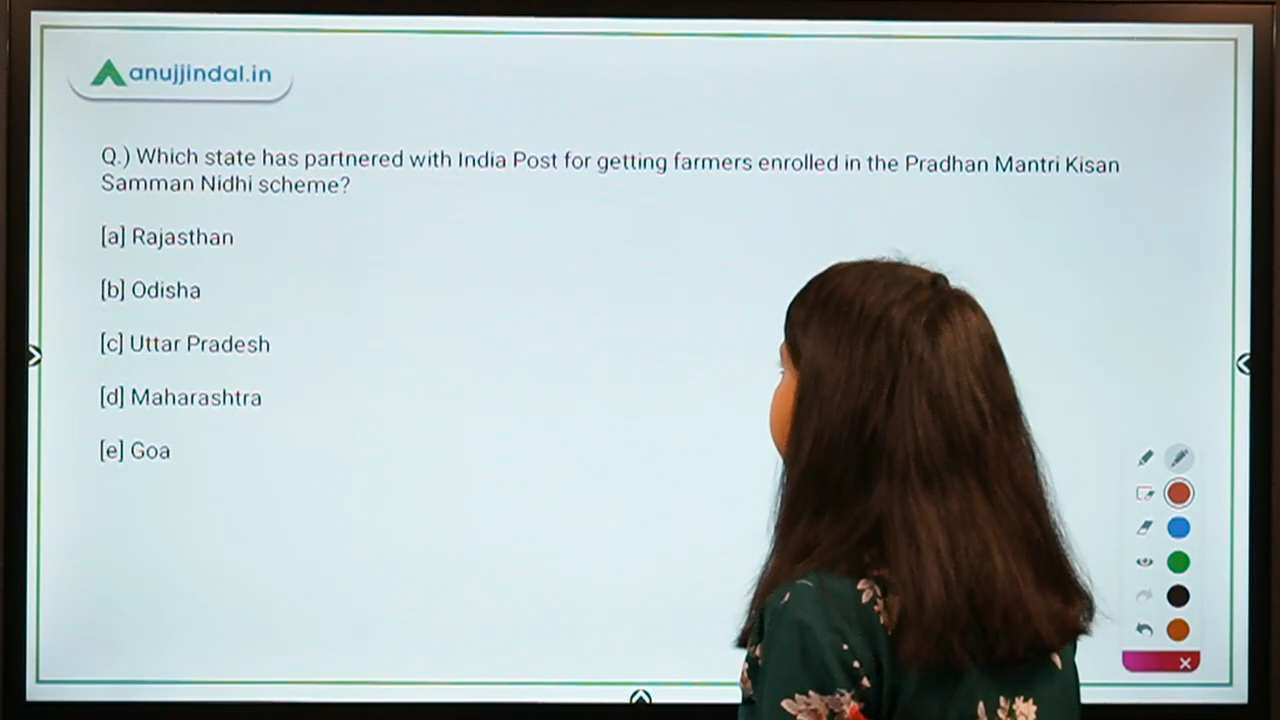 anujjindal.in
Q.) Which state has partnered with India Post for getting farmers enrolled in the Pradhan Mantri Kisan
Samman Nidhi scheme?
[a] Rajasthan
[b] Odisha
[c] Uttar Pradesh
[d] Maharashtra
[e] Goa